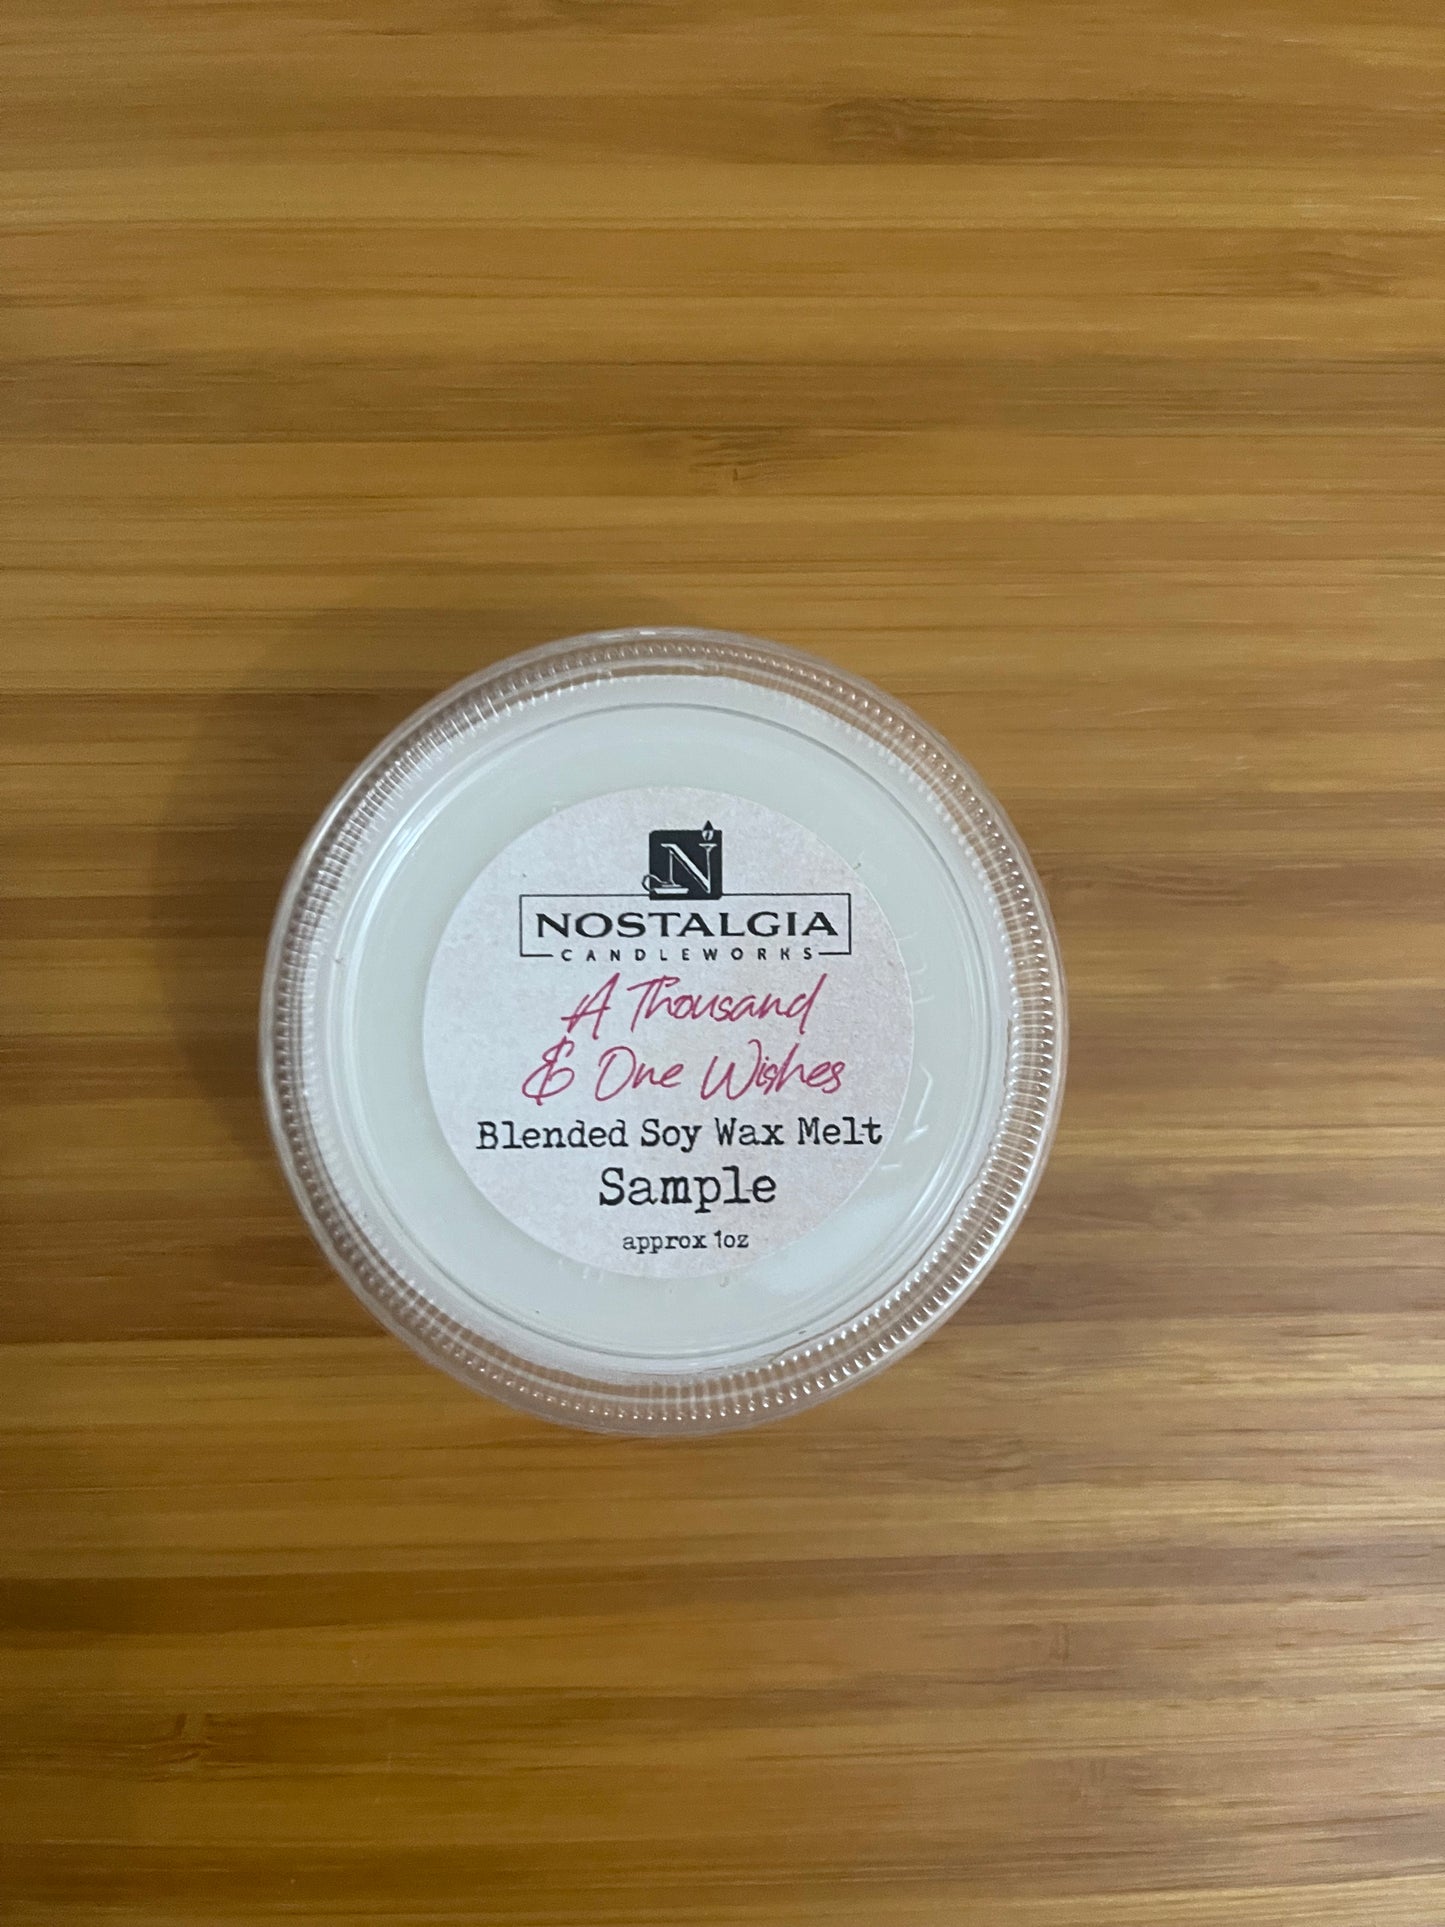 N
NOSTALGIA
CANDLEWORKS
A Thousand
& One Wishes
Blended Soy Wax Melt
Sample
approx 1oz